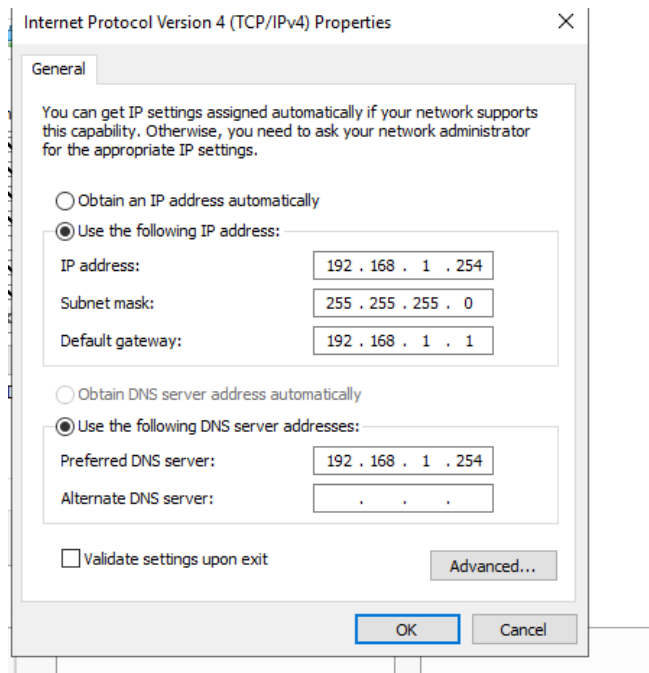 Internet Protocol Version 4 (TCP/IPv4) Properties
General
You can get IP settings assigned automatically if your network supports
this capability. Otherwise, you need to ask your network administrator
for the appropriate IP settings.
Obtain an IP address automatically
Use the following IP address:
IP address: 192 . 168 . 1 . 254
Subnet mask: 255 . 255 . 255 . 0
Default gateway: 192 . 168 . 1 . 1
Obtain DNS server address automatically
Use the following DNS server addresses:
Preferred DNS server: 192 . 168 . 1 . 254
Alternate DNS server: . . .
Validate settings upon exit
Advanced...
OK Cancel